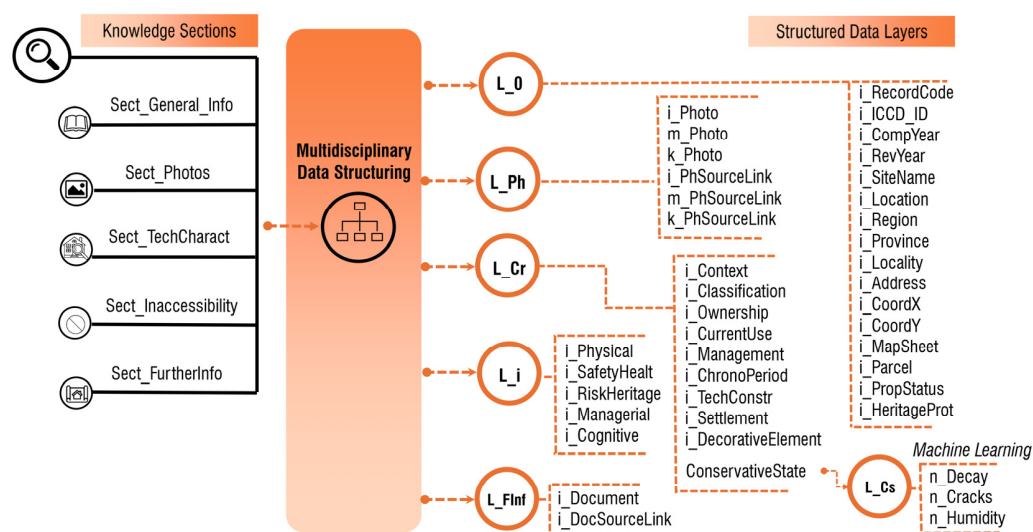 Knowledge Sections
Sect_General_Info
Sect_Photos
Sect_TechCharact
Sect_Inaccessibility
Sect_FurtherInfo
Multidisciplinary
Data Structuring
Structured Data Layers
L_0
i_RecordCode
i_ICCD_ID
i_CompYear
i_RevYear
i_SiteName
i_Location
i_Region
i_Province
i_Locality
i_Address
i_CoordX
i_CoordY
i_MapSheet
i_Parcel
i_PropStatus
i_HeritageProt
L_Ph
i_Photo
m_Photo
k_Photo
i_PhSourceLink
m_PhSourceLink
k_PhSourceLink
L_Cr
i_Context
i_Classification
i_Ownership
i_CurrentUse
i_Management
i_ChronoPeriod
i_TechConstr
i_Settlement
i_DecorativeElement
ConservativeState
L_i
i_Physical
i_SafetyHealt
i_RiskHeritage
i_Managerial
i_Cognitive
L_FInf
i_Document
i_DocSourceLink
Machine Learning
L_Cs
n_Decay
n_Cracks
n_Humidity